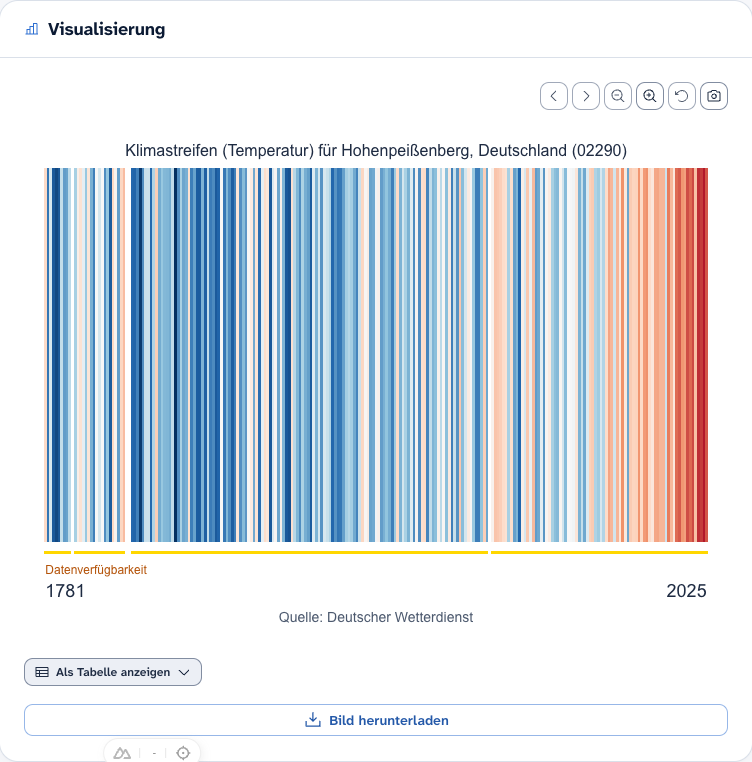 Visualisierung
Klimastreifen (Temperatur) für Hohenpeißenberg, Deutschland (02290)
Datenverfügbarkeit
1781
2025
Quelle: Deutscher Wetterdienst
Als Tabelle anzeigen
Bild herunterladen
-